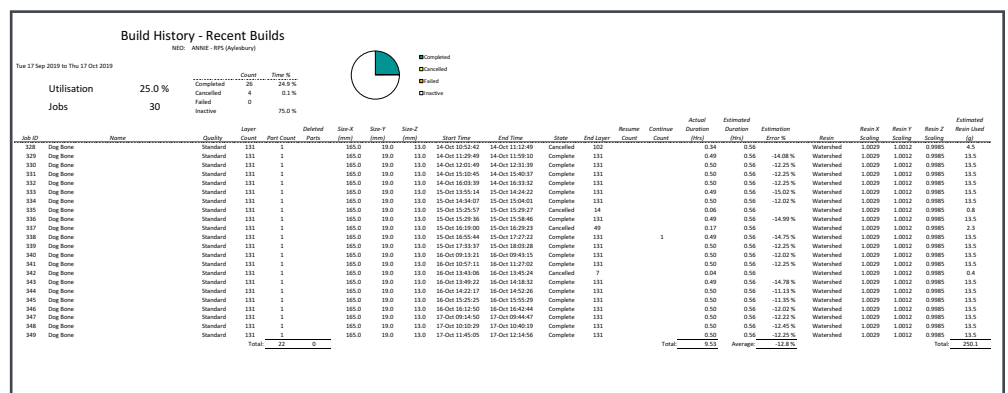 Build History - Recent Builds
NEO: ANNIE - RPS (Aylesbury)
Tue 17 Sep 2019 to Thu 17 Oct 2019
Utilisation 25.0 %
Jobs 30
Count Time %
Completed 26 24.9 %
Cancelled 4 0.1 %
Failed 0
Inactive 75.0 %
Completed
Cancelled
Failed
Inactive
Job ID Name Quality Layer Count Part Count Deleted Parts Size-X (mm) Size-Y (mm) Size-Z (mm) Start Time End Time State End Layer Resume Count Continue Count Actual Duration (Hrs) Estimated Duration (Hrs) Estimation Error % Resin Resin X Scaling Resin Y Scaling Resin Z Scaling Estimated Resin Used (g)
328 Dog Bone Standard 131 1 165.0 19.0 13.0 14-Oct 10:52:42 14-Oct 11:12:49 Cancelled 102 0.34 0.56 Watershed 1.0029 1.0012 0.9985 4.5
329 Dog Bone Standard 131 1 165.0 19.0 13.0 14-Oct 11:29:49 14-Oct 11:59:10 Complete 131 0.49 0.56 -14.08 % Watershed 1.0029 1.0012 0.9985 13.5
330 Dog Bone Standard 131 1 165.0 19.0 13.0 14-Oct 12:01:49 14-Oct 12:31:39 Complete 131 0.50 0.56 -12.25 % Watershed 1.0029 1.0012 0.9985 13.5
331 Dog Bone Standard 131 1 165.0 19.0 13.0 14-Oct 15:10:45 14-Oct 15:40:37 Complete 131 0.50 0.56 -12.25 % Watershed 1.0029 1.0012 0.9985 13.5
332 Dog Bone Standard 131 1 165.0 19.0 13.0 14-Oct 16:03:39 14-Oct 16:33:32 Complete 131 0.50 0.56 -12.25 % Watershed 1.0029 1.0012 0.9985 13.5
333 Dog Bone Standard 131 1 165.0 19.0 13.0 15-Oct 13:55:14 15-Oct 14:24:22 Complete 131 0.49 0.56 -15.02 % Watershed 1.0029 1.0012 0.9985 13.5
334 Dog Bone Standard 131 1 165.0 19.0 13.0 15-Oct 14:34:07 15-Oct 15:04:01 Complete 131 0.50 0.56 -12.02 % Watershed 1.0029 1.0012 0.9985 13.5
335 Dog Bone Standard 131 1 165.0 19.0 13.0 15-Oct 15:25:57 15-Oct 15:29:27 Cancelled 14 0.06 0.56 Watershed 1.0029 1.0012 0.9985 0.8
336 Dog Bone Standard 131 1 165.0 19.0 13.0 15-Oct 15:29:36 15-Oct 15:58:46 Complete 131 0.49 0.56 -14.99 % Watershed 1.0029 1.0012 0.9985 13.5
337 Dog Bone Standard 131 1 165.0 19.0 13.0 15-Oct 16:19:00 15-Oct 16:29:23 Cancelled 49 0.17 0.56 Watershed 1.0029 1.0012 0.9985 2.3
338 Dog Bone Standard 131 1 165.0 19.0 13.0 15-Oct 16:55:44 15-Oct 17:27:22 Complete 131 1 0.49 0.56 -14.75 % Watershed 1.0029 1.0012 0.9985 13.5
339 Dog Bone Standard 131 1 165.0 19.0 13.0 15-Oct 17:33:37 15-Oct 18:03:28 Complete 131 0.50 0.56 -12.25 % Watershed 1.0029 1.0012 0.9985 13.5
340 Dog Bone Standard 131 1 165.0 19.0 13.0 16-Oct 09:13:21 16-Oct 09:43:15 Complete 131 0.50 0.56 -12.02 % Watershed 1.0029 1.0012 0.9985 13.5
341 Dog Bone Standard 131 1 165.0 19.0 13.0 16-Oct 10:57:11 16-Oct 11:27:02 Complete 131 0.50 0.56 -12.25 % Watershed 1.0029 1.0012 0.9985 13.5
342 Dog Bone Standard 131 1 165.0 19.0 13.0 16-Oct 13:43:06 16-Oct 13:45:24 Cancelled 7 0.04 0.56 Watershed 1.0029 1.0012 0.9985 0.4
343 Dog Bone Standard 131 1 165.0 19.0 13.0 16-Oct 13:49:22 16-Oct 14:18:32 Complete 131 0.49 0.56 -14.78 % Watershed 1.0029 1.0012 0.9985 13.5
344 Dog Bone Standard 131 1 165.0 19.0 13.0 16-Oct 14:22:17 16-Oct 14:52:26 Complete 131 0.50 0.56 -11.13 % Watershed 1.0029 1.0012 0.9985 13.5
345 Dog Bone Standard 131 1 165.0 19.0 13.0 16-Oct 15:25:25 16-Oct 15:55:29 Complete 131 0.50 0.56 -11.35 % Watershed 1.0029 1.0012 0.9985 13.5
346 Dog Bone Standard 131 1 165.0 19.0 13.0 16-Oct 16:12:50 16-Oct 16:42:44 Complete 131 0.50 0.56 -12.02 % Watershed 1.0029 1.0012 0.9985 13.5
347 Dog Bone Standard 131 1 165.0 19.0 13.0 17-Oct 09:14:50 17-Oct 09:44:47 Complete 131 0.50 0.56 -12.22 % Watershed 1.0029 1.0012 0.9985 13.5
348 Dog Bone Standard 131 1 165.0 19.0 13.0 17-Oct 10:10:29 17-Oct 10:40:19 Complete 131 0.50 0.56 -12.45 % Watershed 1.0029 1.0012 0.9985 13.5
349 Dog Bone Standard 131 1 165.0 19.0 13.0 17-Oct 11:45:05 17-Oct 12:14:56 Complete 131 0.50 0.56 -12.25 % Watershed 1.0029 1.0012 0.9985 13.5
Total: 22 0 Total: 9.53 Average: -12.8 % Total: 250.1